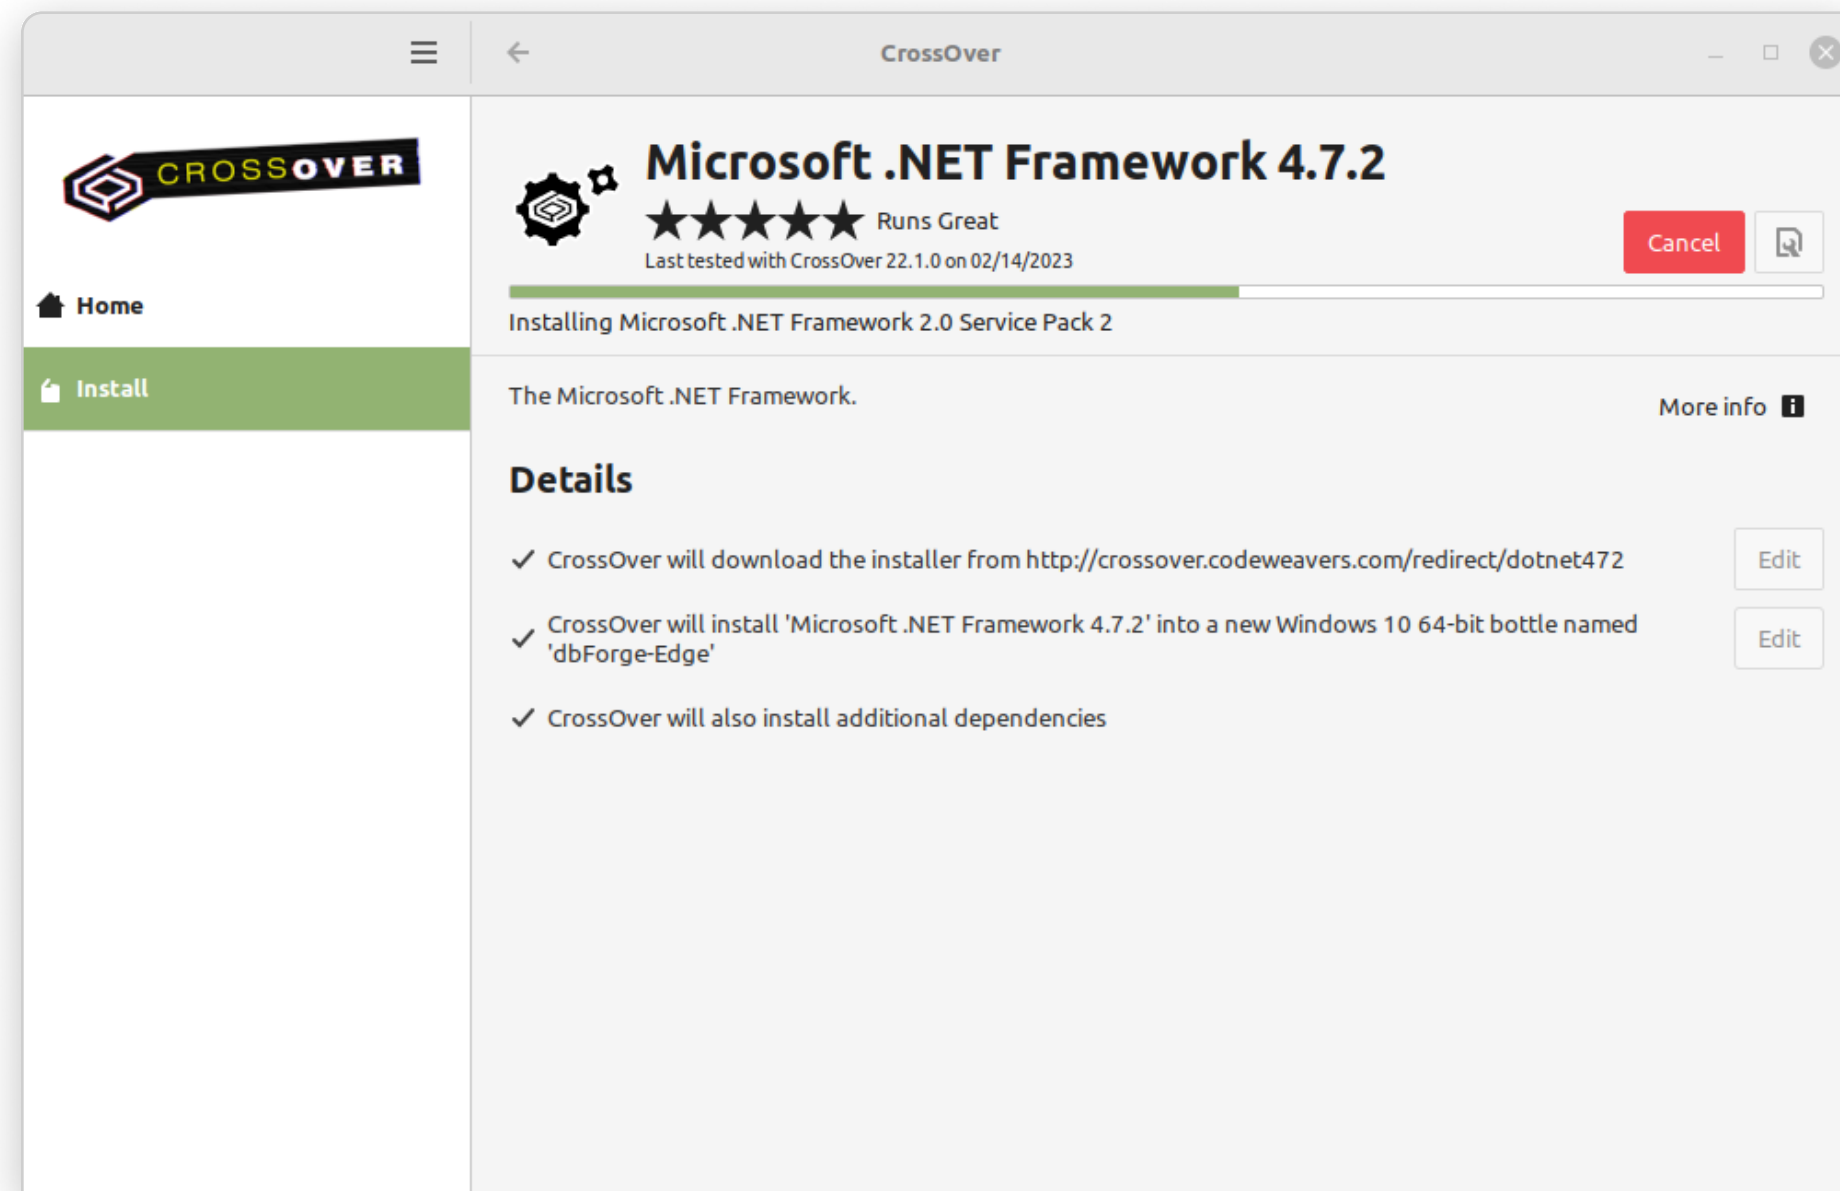 CrossOver
CROSSOVER
Home
Install
Microsoft .NET Framework 4.7.2
Runs Great
Last tested with CrossOver 22.1.0 on 02/14/2023
Cancel
Installing Microsoft .NET Framework 2.0 Service Pack 2
The Microsoft .NET Framework.
More info
Details
CrossOver will download the installer from http://crossover.codeweavers.com/redirect/dotnet472
Edit
CrossOver will install 'Microsoft .NET Framework 4.7.2' into a new Windows 10 64-bit bottle named
'dbForge-Edge'
Edit
CrossOver will also install additional dependencies